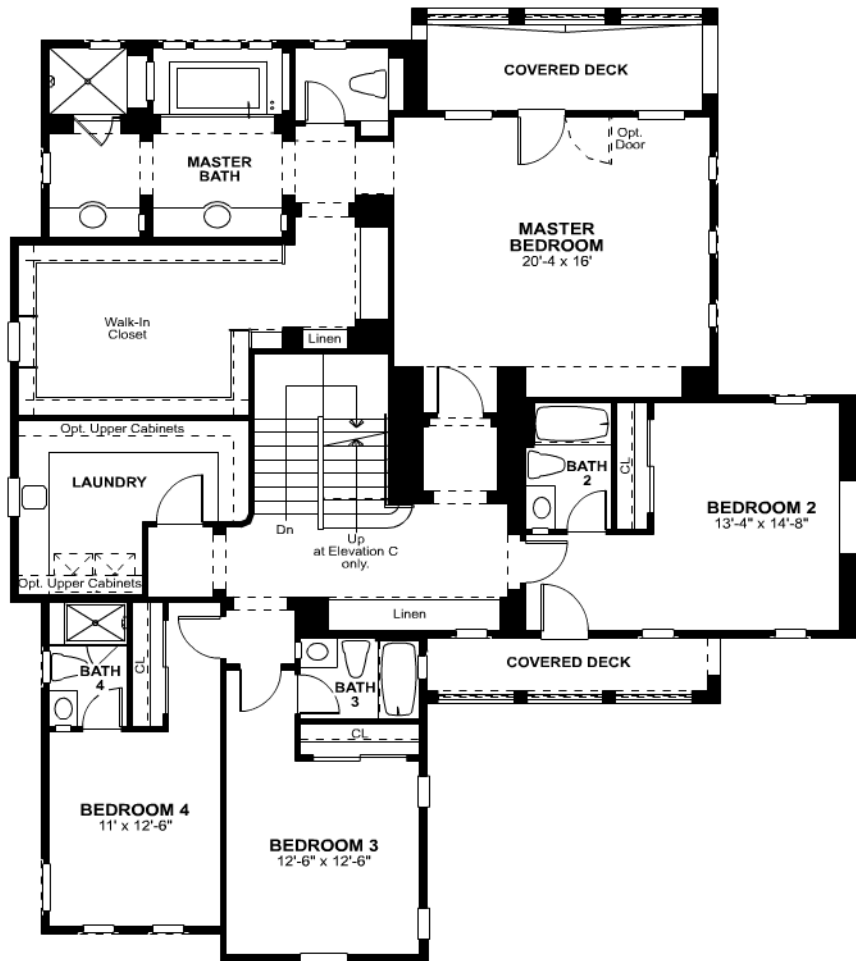 COVERED DECK
Opt.
Door
MASTER
BATH
MASTER
BEDROOM
20'-4 x 16'
Walk-In
Closet
Linen
Opt. Upper Cabinets
LAUNDRY
Opt. Upper Cabinets
Dn
Up
at Elevation C
only.
BATH
2
CL
BEDROOM 2
13'-4" x 14'-8"
Linen
COVERED DECK
BATH
4
CL
BATH
3
CL
BEDROOM 4
11' x 12'-6"
BEDROOM 3
12'-6" x 12'-6"